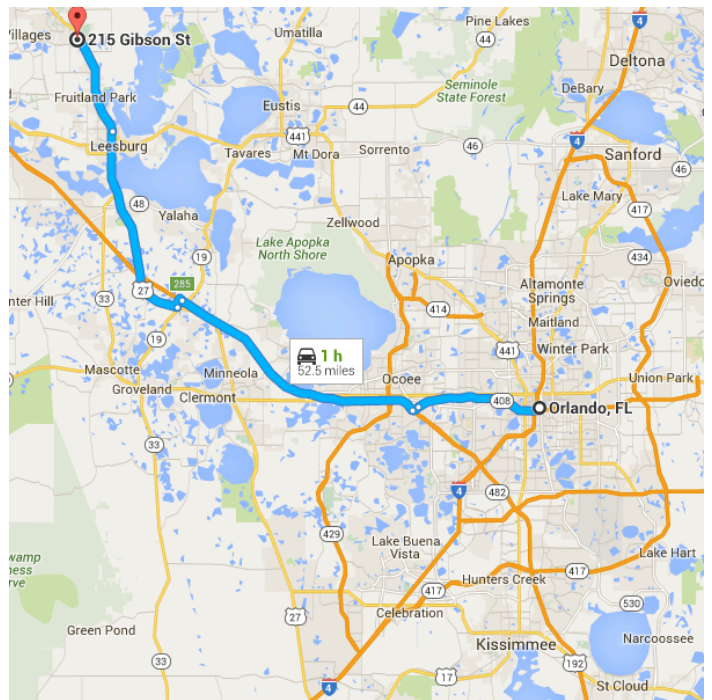 Villages
215 Gibson St
Umatilla
Pine Lakes
44
4
Deltona
Fruitland Park
Eustis
44
Seminole
State Forest
DeBary
441
4
Leesburg
Tavares
Mt Dora
Sorrento
46
Sanford
46
48
Yalaha
Lake Mary
417
Zellwood
19
Lake Apopka
North Shore
Apopka
434
285
27
Altamonte
Springs
Oviedo
nter Hill
33
414
Maitland
19
1 h
52.5 miles
441
Winter Park
Mascotte
Minneola
Ocoee
Union Park
Groveland
Clermont
408
Orlando, FL
33
4
482
429
Lake Buena
Vista
Lake Hart
wamp
ness
rve
Hunters Creek
417
417
27
Celebration
530
Green Pond
Kissimmee
Narcoossee
33
192
17
St Cloud
4